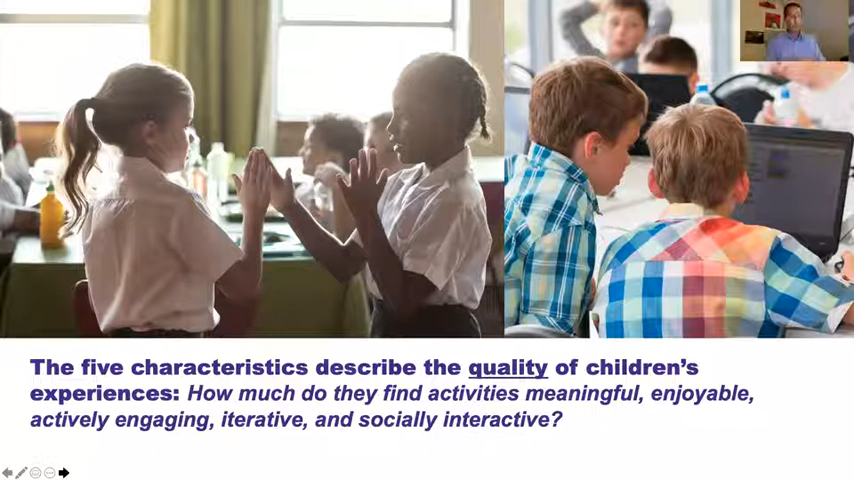 The five characteristics describe the quality of children's
experiences: How much do they find activities meaningful, enjoyable,
actively engaging, iterative, and socially interactive?